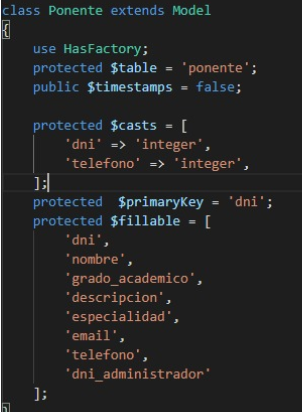 class Ponente extends Model
{
    use HasFactory;
    protected $table = 'ponente';
    public $timestamps = false;

    protected $casts = [
        'dni' => 'integer',
        'telefono' => 'integer',
    ];
    protected  $primaryKey = 'dni';
    protected $fillable = [
        'dni',
        'nombre',
        'grado_academico',
        'descripcion',
        'especialidad',
        'email',
        'telefono',
        'dni_administrador'
    ];
}